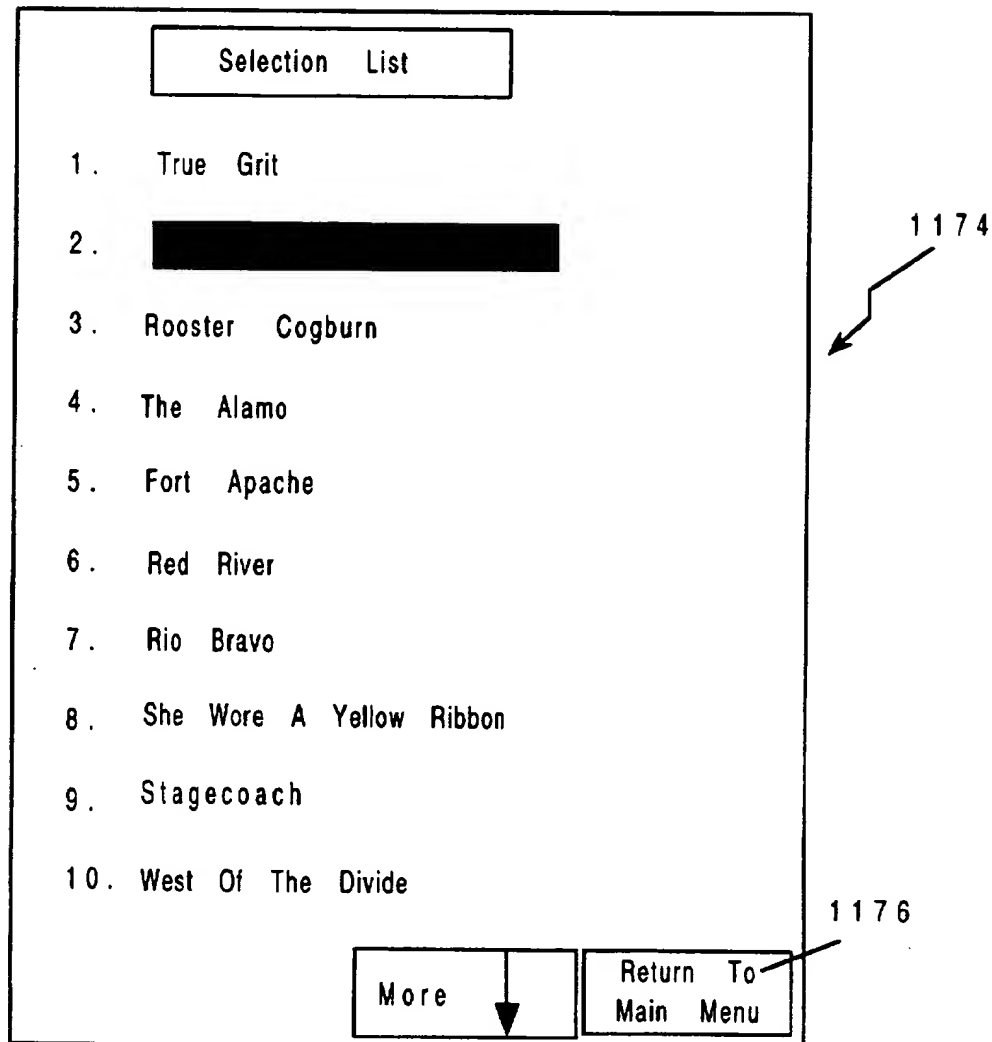 Selection List
1. True Grit
2.
3. Rooster Cogburn
4. The Alamo
5. Fort Apache
6. Red River
7. Rio Bravo
8. She Wore A Yellow Ribbon
9. Stagecoach
10. West Of The Divide
More
Return To
Main Menu
1174
1176